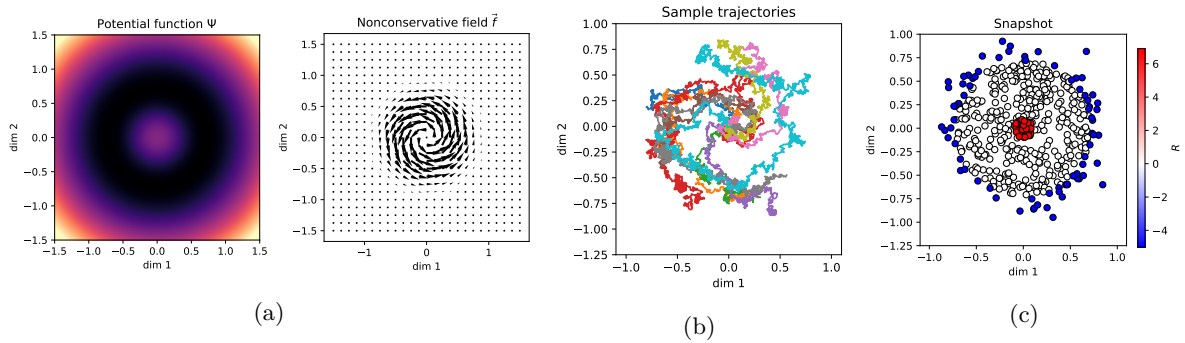 Potential function Ψ
1.5
1.0
0.5
0.0
−0.5
−1.0
−1.5
dim 2
−1.5 −1.0 −0.5 0.0 0.5 1.0 1.5
dim 1
Nonconservative field f⃗
1.5
1.0
0.5
0.0
−0.5
−1.0
−1.5
dim 2
−1 0 1
dim 1
(a)
Sample trajectories
1.00
0.75
0.50
0.25
0.00
−0.25
−0.50
−0.75
−1.00
−1.25
dim 2
−1.0 −0.5 0.0 0.5 1.0
dim 1
(b)
Snapshot
1.00
0.75
0.50
0.25
0.00
−0.25
−0.50
−0.75
−1.00
−1.25
dim 2
−1.0 −0.5 0.0 0.5 1.0
dim 1
6
4
2
0
−2
−4
R
(c)